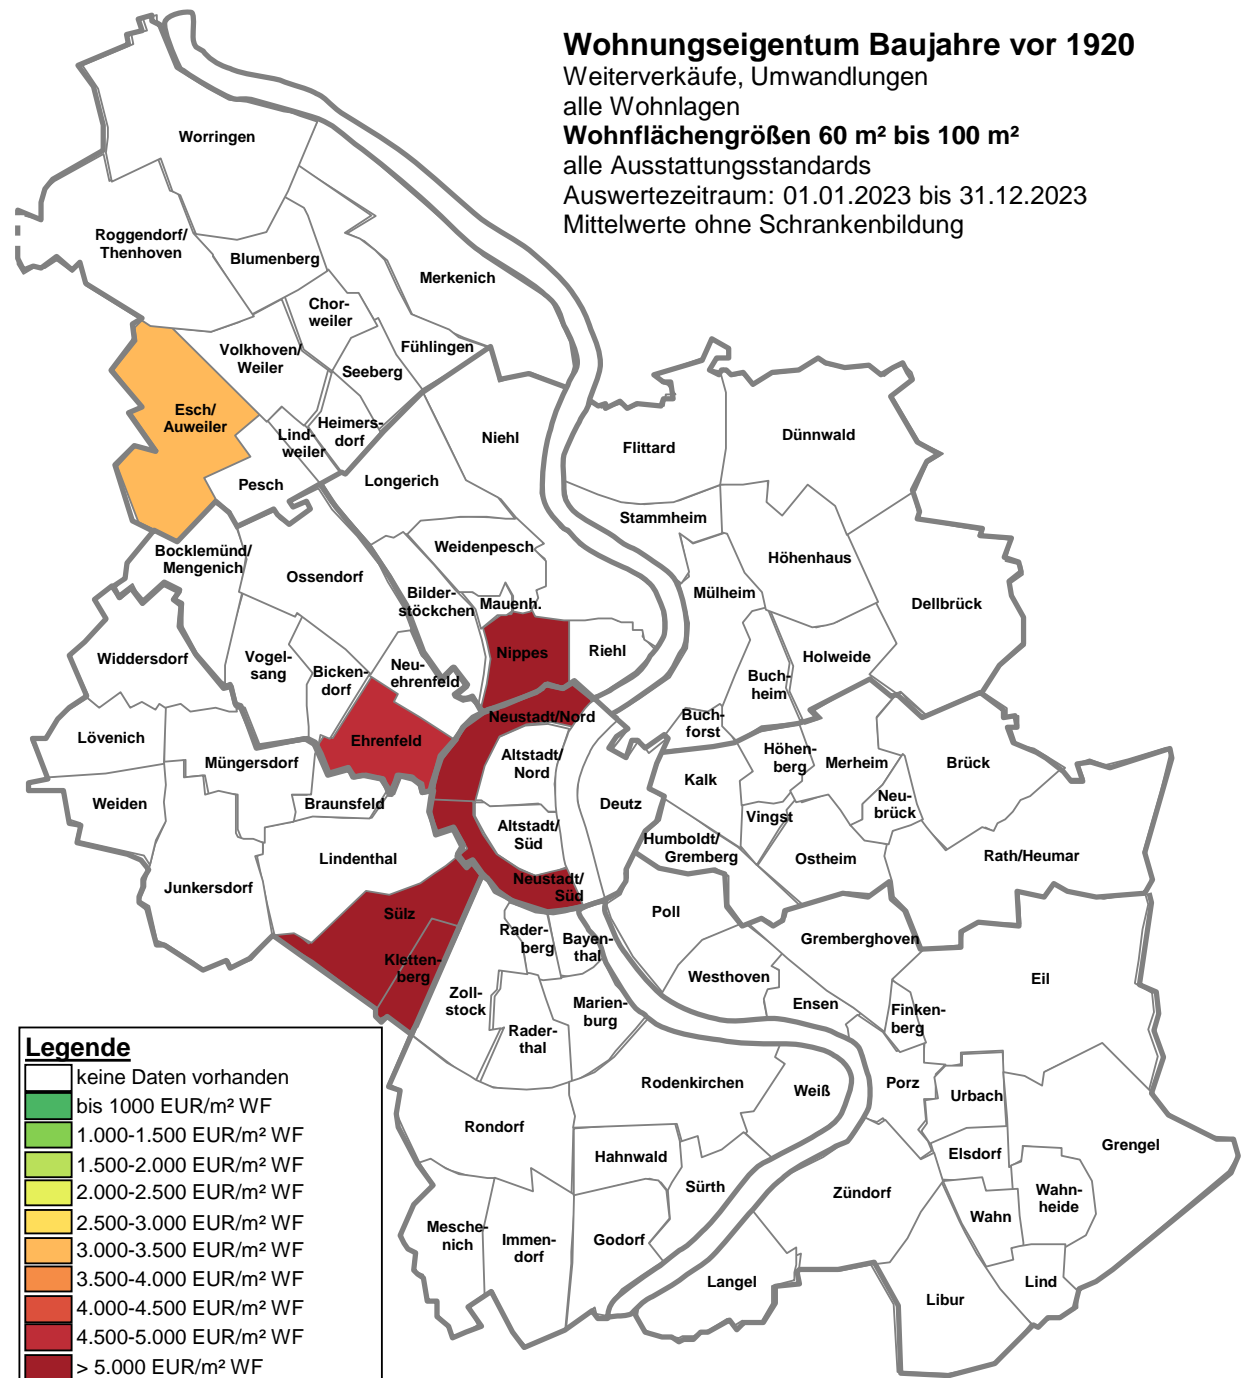 Wohnungseigentum Baujahre vor 1920
Weiterverkäufe, Umwandlungen
alle Wohnlagen
Wohnflächengrößen 60 m² bis 100 m²
alle Ausstattungsstandards
Auswertezeitraum: 01.01.2023 bis 31.12.2023
Mittelwerte ohne Schrankenbildung
Worringen
Roggendorf/
Thenhoven
Blumenberg
Merkenich
Chor-
weiler
Fühlingen
Volkhoven/
Weiler
Seeberg
Esch/
Auweiler
Lind-
weiler
Heimers-
dorf
Niehl
Pesch
Longerich
Flittard
Dünnwald
Stammheim
Höhenhaus
Bocklemünd/
Mengenich
Ossendorf
Weidenpesch
Bilder-
stöckchen
Mauenh.
Mülheim
Dellbrück
Widdersdorf
Vogel-
sang
Bicken-
dorf
Neu-
ehrenfeld
Nippes
Riehl
Holweide
Buch-
heim
Neustadt/Nord
Buch-
forst
Lövenich
Müngersdorf
Ehrenfeld
Altstadt/
Nord
Höhen-
berg
Merheim
Brück
Weiden
Braunsfeld
Deutz
Kalk
Vingst
Neu-
brück
Altstadt/
Süd
Humboldt/
Gremberg
Ostheim
Rath/Heumar
Lindenthal
Junkersdorf
Neustadt/
Süd
Sülz
Poll
Rader-
berg
Bayen-
thal
Gremberghoven
Kletten-
berg
Westhoven
Eil
Zoll-
stock
Marien-
burg
Ensen
Finken-
berg
Rader-
thal
Rodenkirchen
Weiß
Porz
Urbach
Rondorf
Hahnwald
Elsdorf
Grengel
Sürth
Zündorf
Wahn-
heide
Wahn
Mesche-
nich
Immen-
dorf
Godorf
Langel
Libur
Lind
Legende
keine Daten vorhanden
bis 1000 EUR/m² WF
1.000-1.500 EUR/m² WF
1.500-2.000 EUR/m² WF
2.000-2.500 EUR/m² WF
2.500-3.000 EUR/m² WF
3.000-3.500 EUR/m² WF
3.500-4.000 EUR/m² WF
4.000-4.500 EUR/m² WF
4.500-5.000 EUR/m² WF
> 5.000 EUR/m² WF